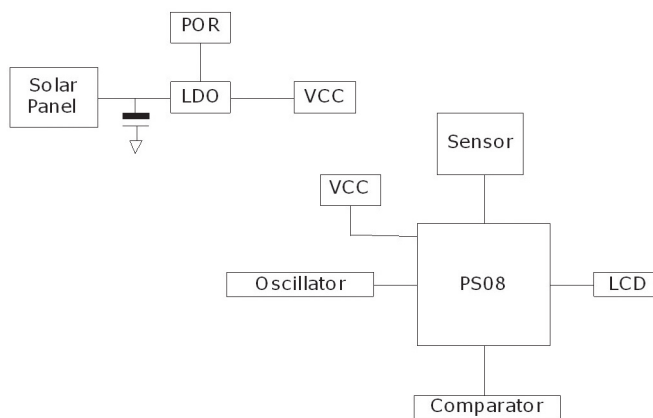 POR
Solar
Panel
LDO
VCC
Sensor
VCC
Oscillator
PS08
LCD
Comparator